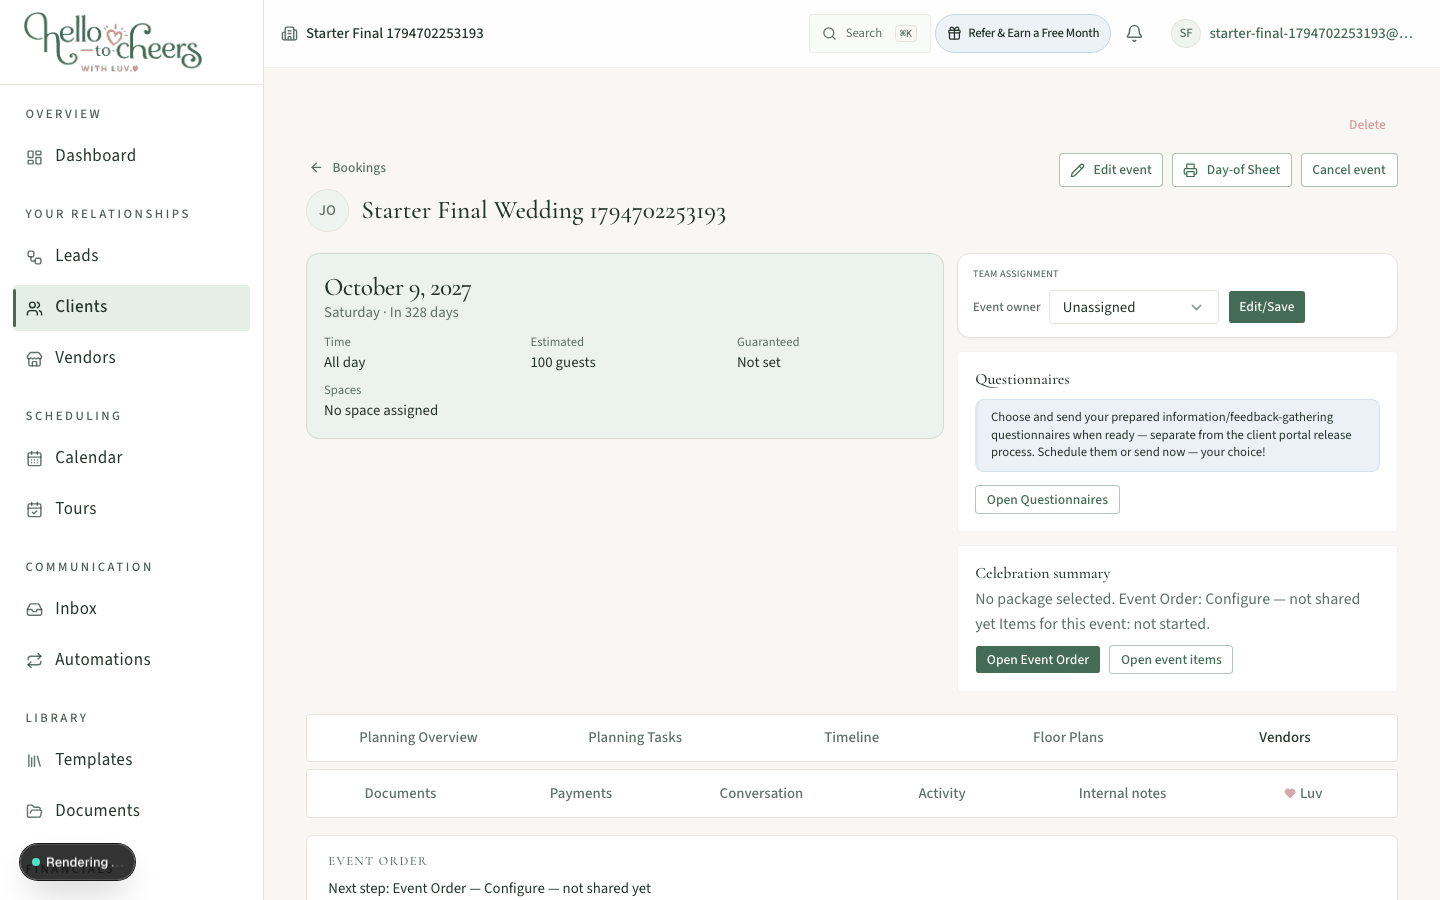 hello
to cheers
WITH LUV.
OVERVIEW
Dashboard
YOUR RELATIONSHIPS
Leads
Clients
Vendors
SCHEDULING
Calendar
Tours
COMMUNICATION
Inbox
Automations
LIBRARY
Templates
Documents
FINANCIALS
Rendering ...
Starter Final 1794702253193
Search ⌘K
Refer & Earn a Free Month
SF starter-final-1794702253193@...
Delete
Bookings
Edit event
Day-of Sheet
Cancel event
JO Starter Final Wedding 1794702253193
October 9, 2027
Saturday · In 328 days
Time Estimated Guaranteed
All day 100 guests Not set
Spaces
No space assigned
TEAM ASSIGNMENT
Event owner Unassigned Edit/Save
Questionnaires
Choose and send your prepared information/feedback-gathering
questionnaires when ready — separate from the client portal release
process. Schedule them or send now — your choice!
Open Questionnaires
Celebration summary
No package selected. Event Order: Configure — not shared
yet Items for this event: not started.
Open Event Order Open event items
Planning Overview Planning Tasks Timeline Floor Plans Vendors
Documents Payments Conversation Activity Internal notes Luv
EVENT ORDER
Next step: Event Order — Configure — not shared yet